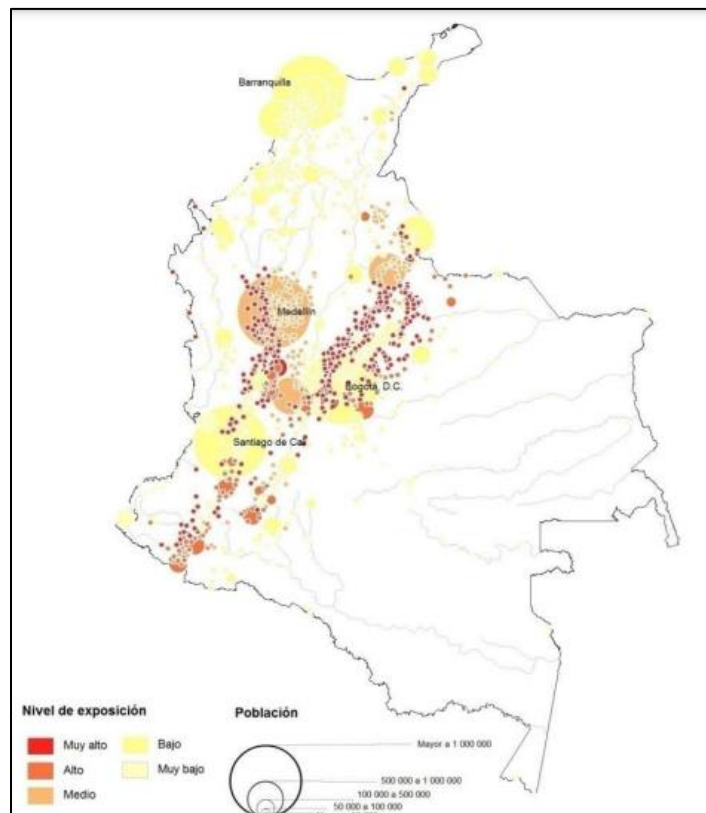 Barranquilla
Medellín
Bogotá, D.C.
Santiago de Cali
Nivel de exposición
Muy alto
Alto
Medio
Bajo
Muy bajo
Población
Mayor a 1 000 000
500 000 a 1 000 000
100 000 a 500 000
50 000 a 100 000